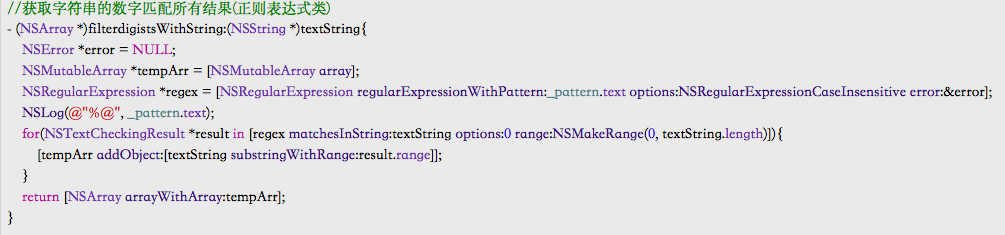 //获取字符串的数字匹配所有结果(正则表达式类)
- (NSArray *)filterdigistsWithString:(NSString *)textString{
NSError *error = NULL;
NSMutableArray *tempArr = [NSMutableArray array];
NSRegularExpression *regex = [NSRegularExpression regularExpressionWithPattern:_pattern.text options:NSRegularExpressionCaseInsensitive error:&error];
NSLog(@"%@", _pattern.text);
for(NSTextCheckingResult *result in [regex matchesInString:textString options:0 range:NSMakeRange(0, textString.length)]){
[tempArr addObject:[textString substringWithRange:result.range]];
}
return [NSArray arrayWithArray:tempArr];
}